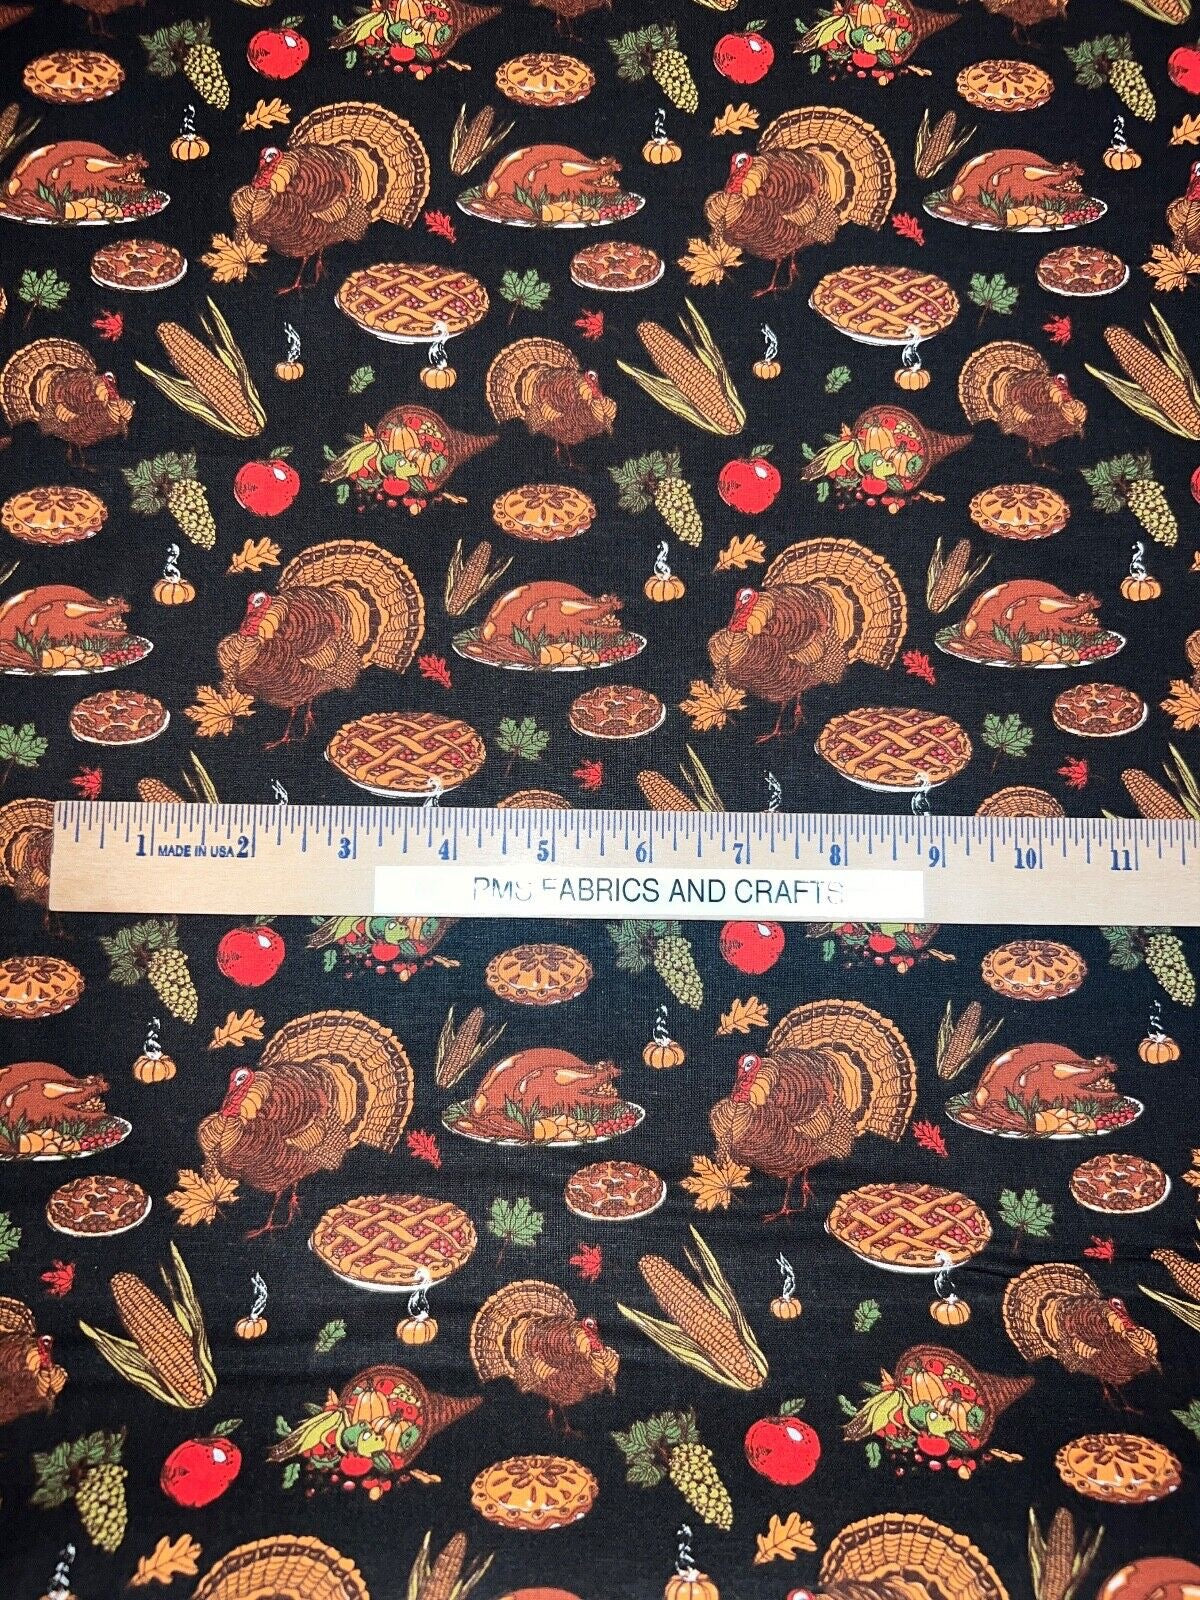 1 MADE IN USA 2 3 4 5 6 7 8 9 10 11
PMS FABRICS AND CRAFTS